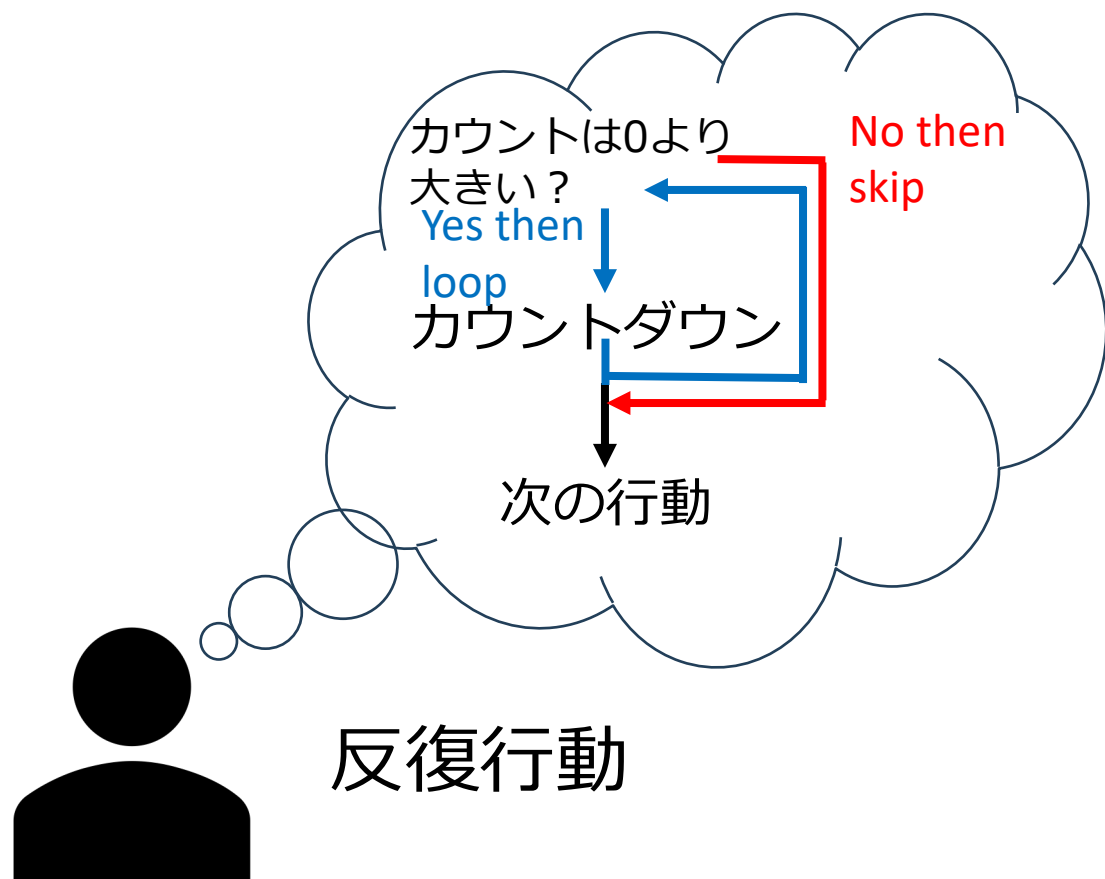 カウントは0より
大きい？
No then
skip
Yes then
loop
カウントダウン
次の行動
反復行動